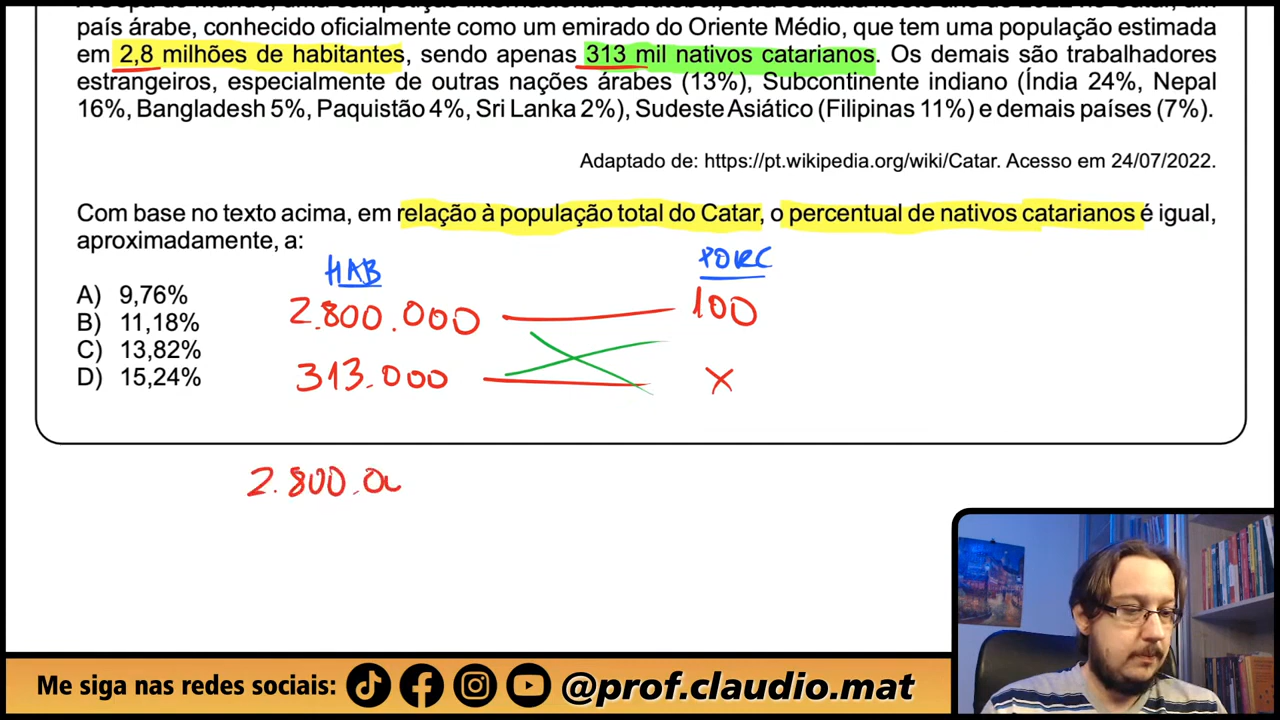 país árabe, conhecido oficialmente como um emirado do Oriente Médio, que tem uma população estimada
em 2,8 milhões de habitantes, sendo apenas 313 mil nativos catarianos. Os demais são trabalhadores
estrangeiros, especialmente de outras nações árabes (13%), Subcontinente indiano (Índia 24%, Nepal
16%, Bangladesh 5%, Paquistão 4%, Sri Lanka 2%), Sudeste Asiático (Filipinas 11%) e demais países (7%).
Adaptado de: https://pt.wikipedia.org/wiki/Catar. Acesso em 24/07/2022.
Com base no texto acima, em relação à população total do Catar, o percentual de nativos catarianos é igual,
aproximadamente, a:
HAB PORC
A) 9,76%
B) 11,18%
C) 13,82%
D) 15,24%
2.800.000 100
313.000 x
2.800.00
Me siga nas redes sociais: @prof.claudio.mat